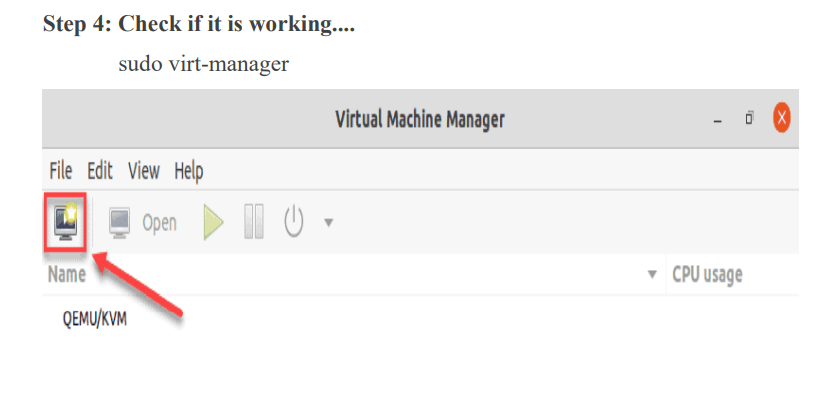 Step 4: Check if it is working....
sudo virt-manager
Virtual Machine Manager
File Edit View Help
Open
Name CPU usage
QEMU/KVM